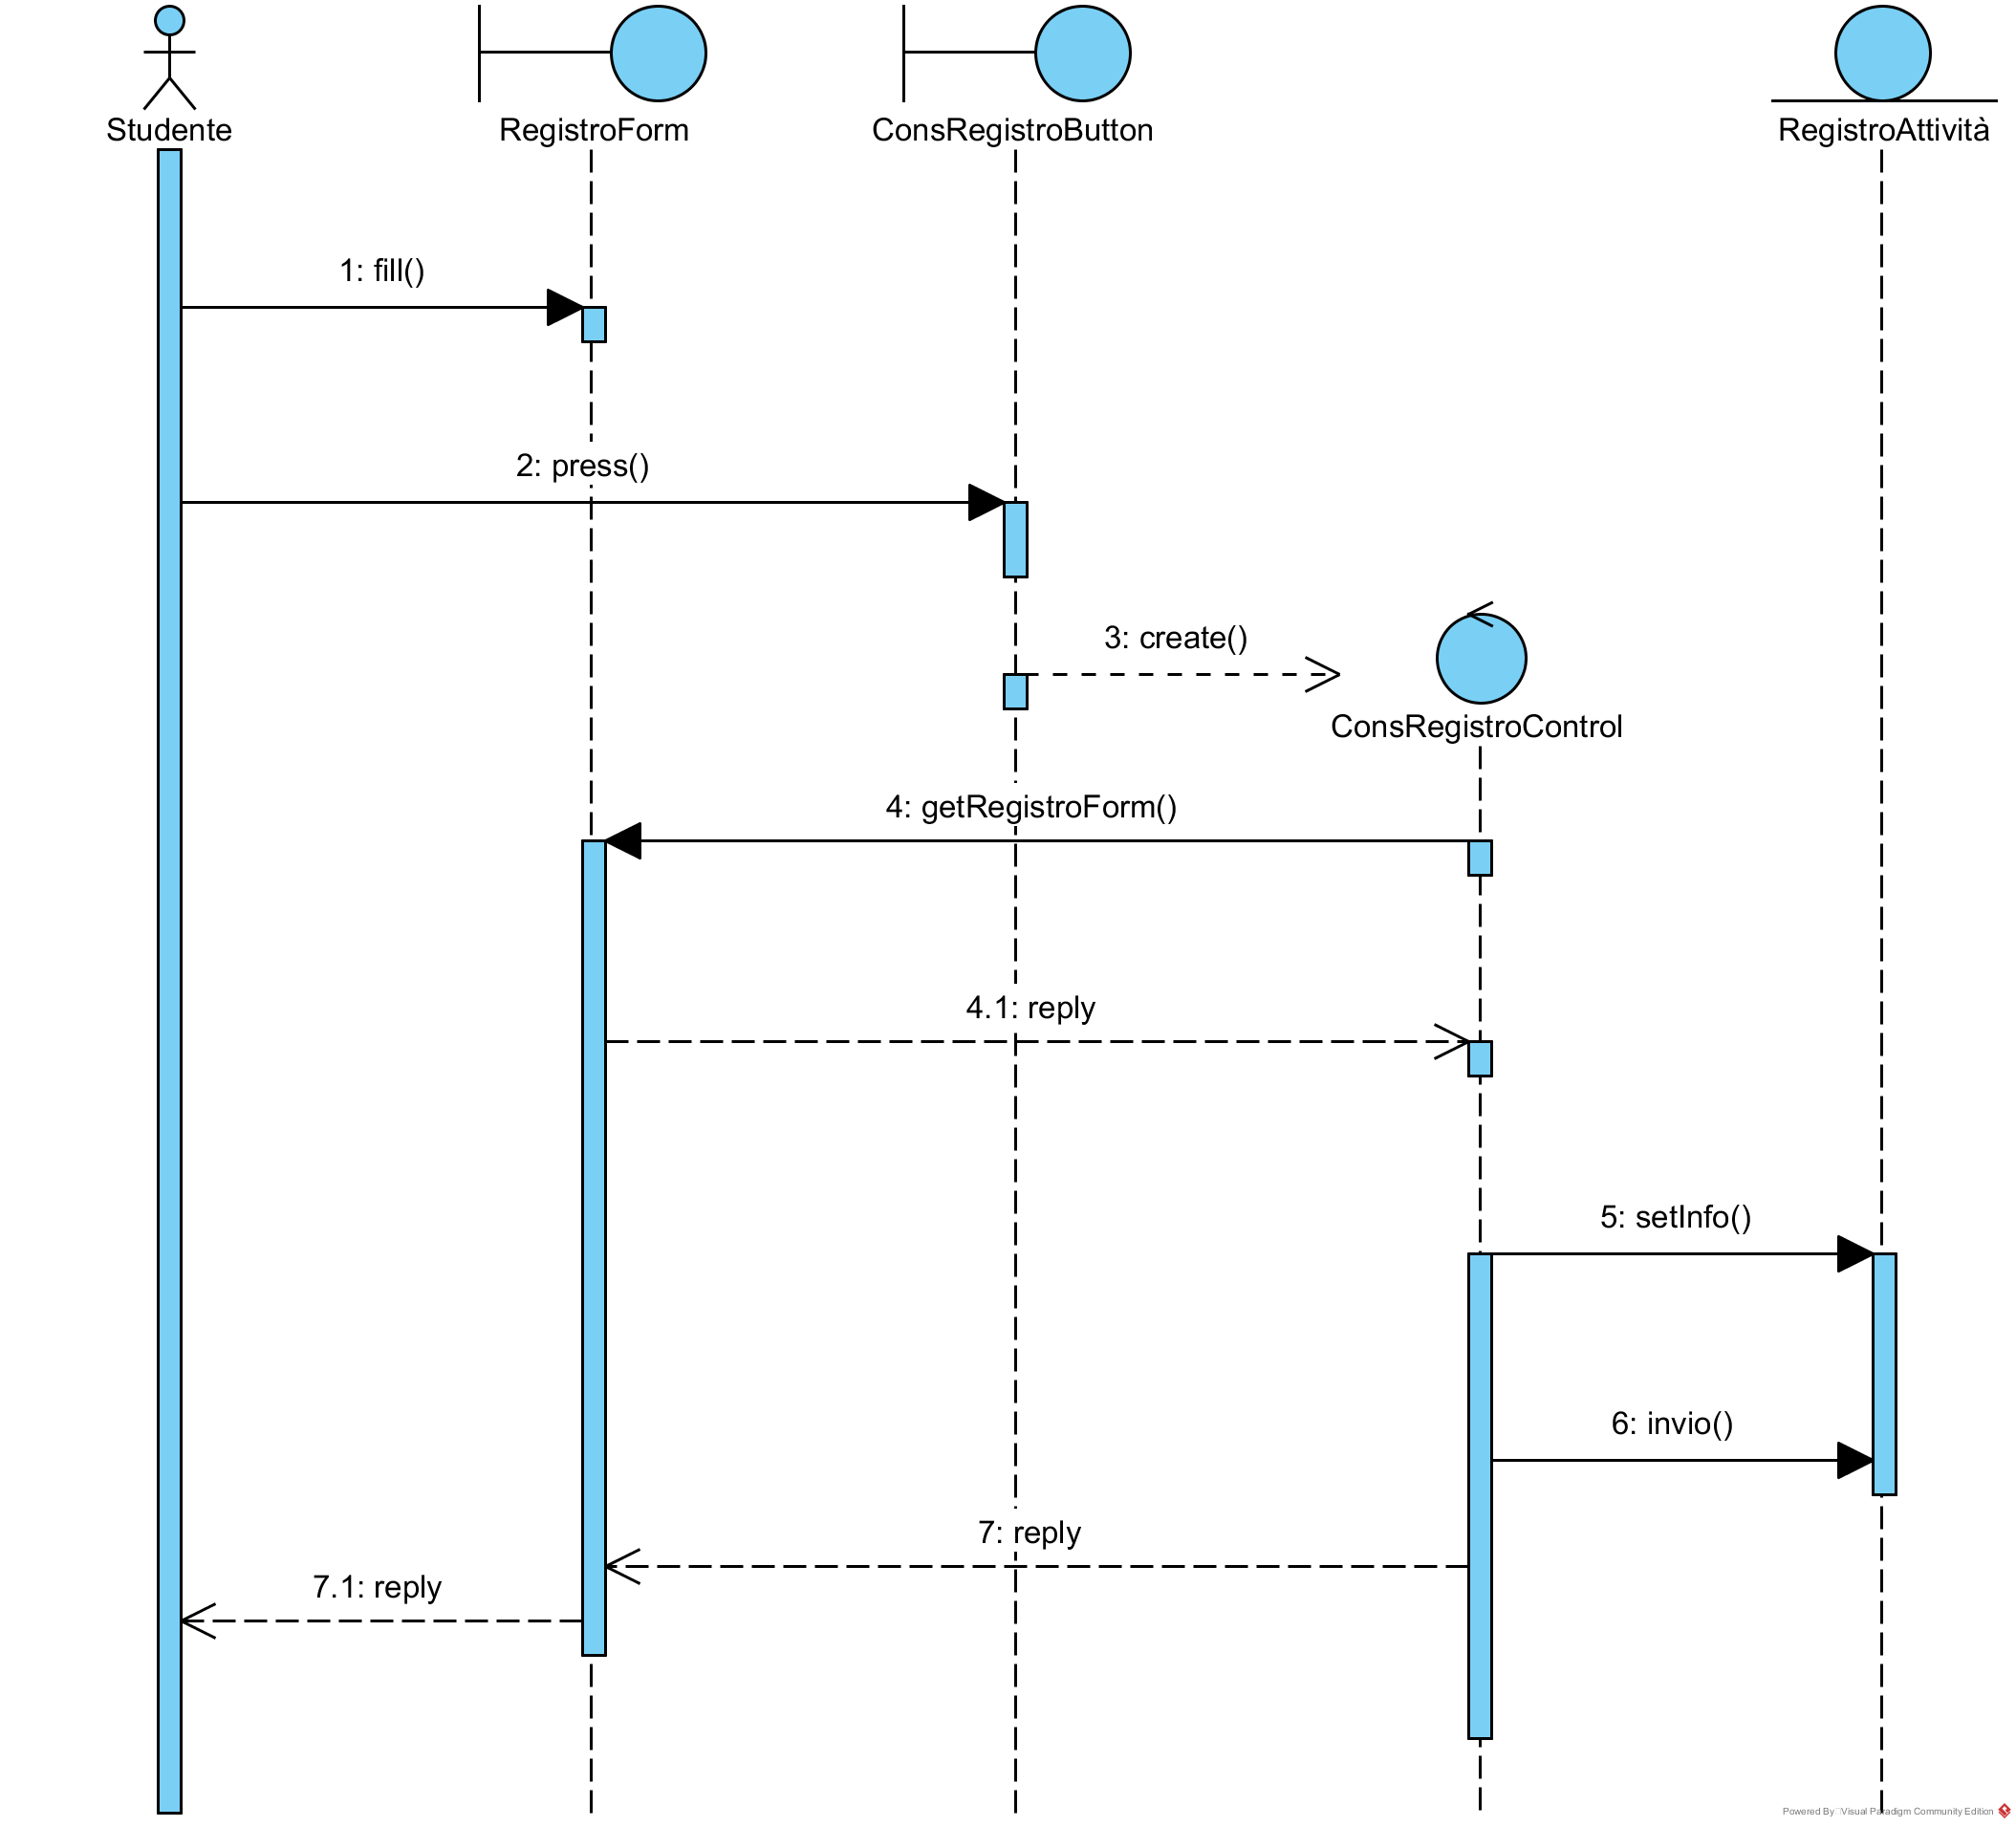 Studente
RegistroForm
ConsRegistroButton
RegistroAttività
1: fill()
2: press()
3: create()
ConsRegistroControl
4: getRegistroForm()
4.1: reply
5: setInfo()
6: invio()
7: reply
7.1: reply
Powered By Visual Paradigm Community Edition